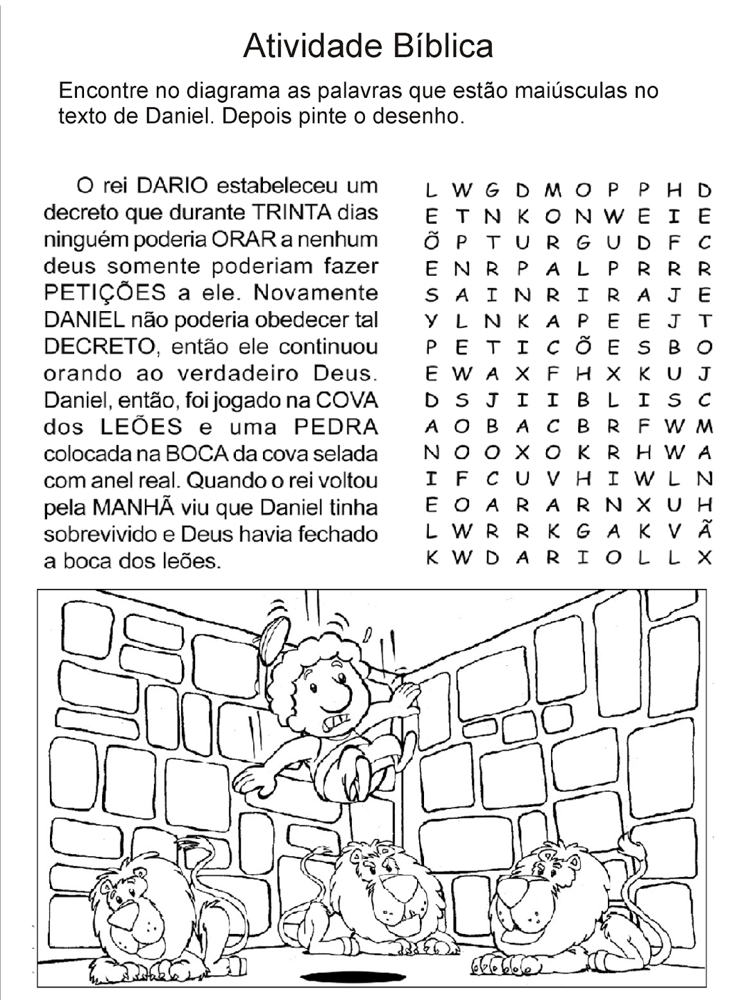 Atividade Bíblica
Encontre no diagrama as palavras que estão maiúsculas no
texto de Daniel. Depois pinte o desenho.
O rei DARIO estabeleceu um
decreto que durante TRINTA dias
ninguém poderia ORAR a nenhum
deus somente poderiam fazer
PETIÇÕES a ele. Novamente
DANIEL não poderia obedecer tal
DECRETO, então ele continuou
orando ao verdadeiro Deus.
Daniel, então, foi jogado na COVA
dos LEÕES e uma PEDRA
colocada na BOCA da cova selada
com anel real. Quando o rei voltou
pela MANHÃ viu que Daniel tinha
sobrevivido e Deus havia fechado
a boca dos leões.
L W G D M O P P H D
E T N K O N W E I E
Õ P T U R G U D F C
E N R P A L P R R R
S A I N R I R A J E
Y L N K A P E E J T
P E T I C Õ E S B O
E W A X F H X K U J
D S J I I B L I S C
A O B A C B R F W M
N O O X O K R H W A
I F C U V H I W L N
E O A R A R N X U H
L W R R K G A K V Ã
K W D A R I O L L X